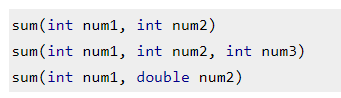 sum(int num1, int num2)
sum(int num1, int num2, int num3)
sum(int num1, double num2)